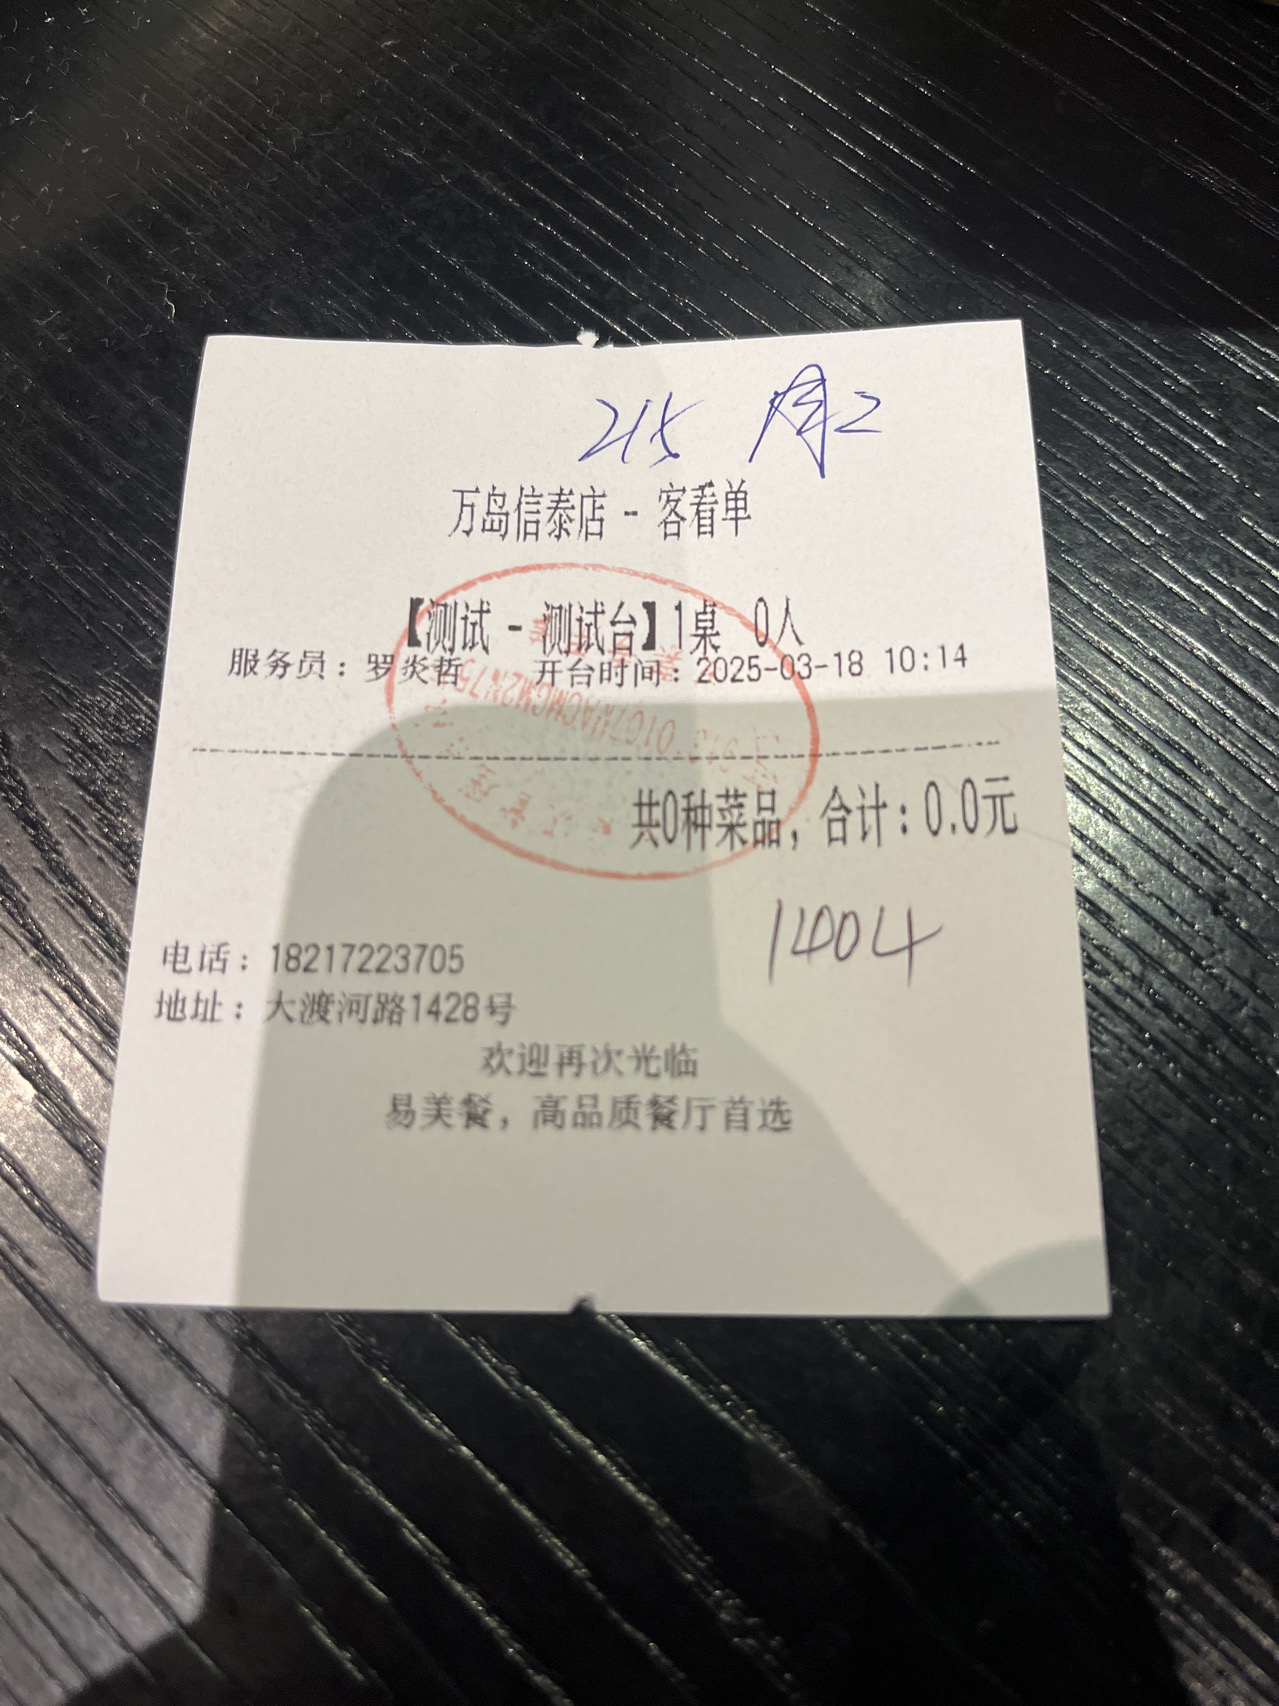 215
万岛信泰店 - 客看单
【测试 - 测试台】1桌 0人
服务员：罗炎哲 开台时间：2025-03-18 10:14
共0种菜品，合计：0.0元
1404
电话：18217223705
地址：大渡河路1428号
欢迎再次光临
易美餐，高品质餐厅首选